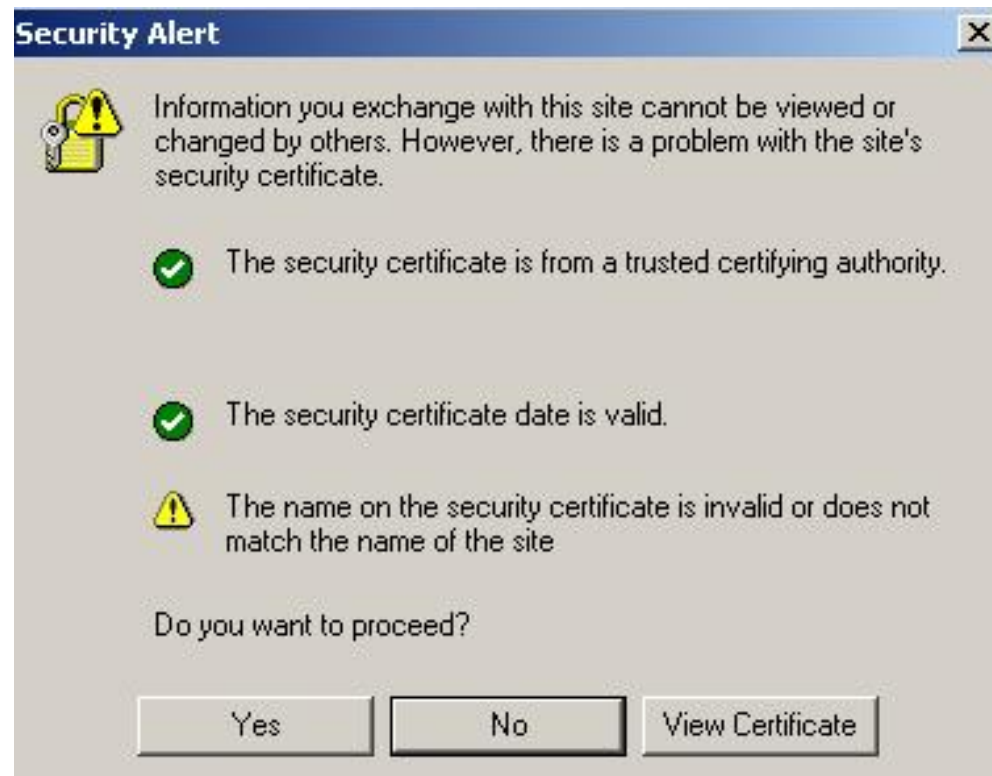 Security Alert
Information you exchange with this site cannot be viewed or
changed by others. However, there is a problem with the site's
security certificate.
The security certificate is from a trusted certifying authority.
The security certificate date is valid.
The name on the security certificate is invalid or does not
match the name of the site
Do you want to proceed?
Yes No View Certificate